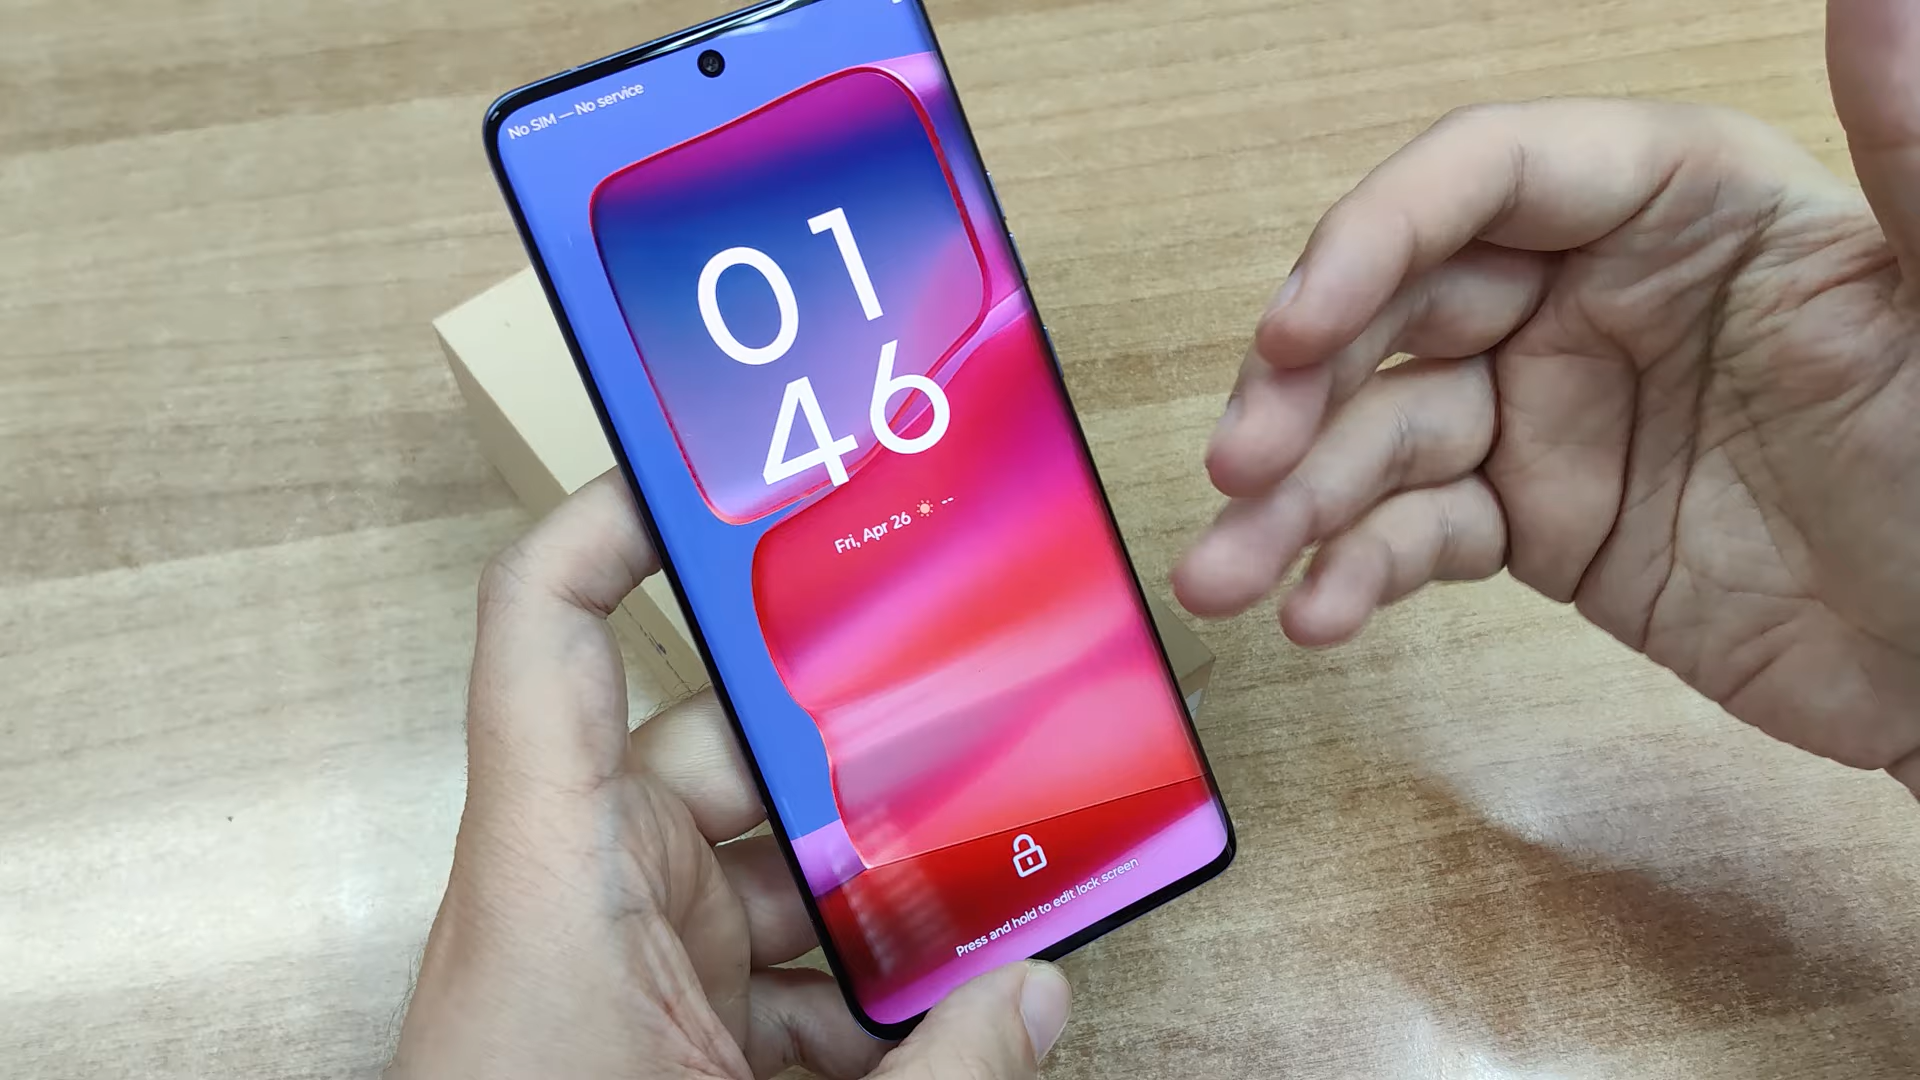 No SIM — No service
01
46
Fri, Apr 26 --
Press and hold to edit lock screen